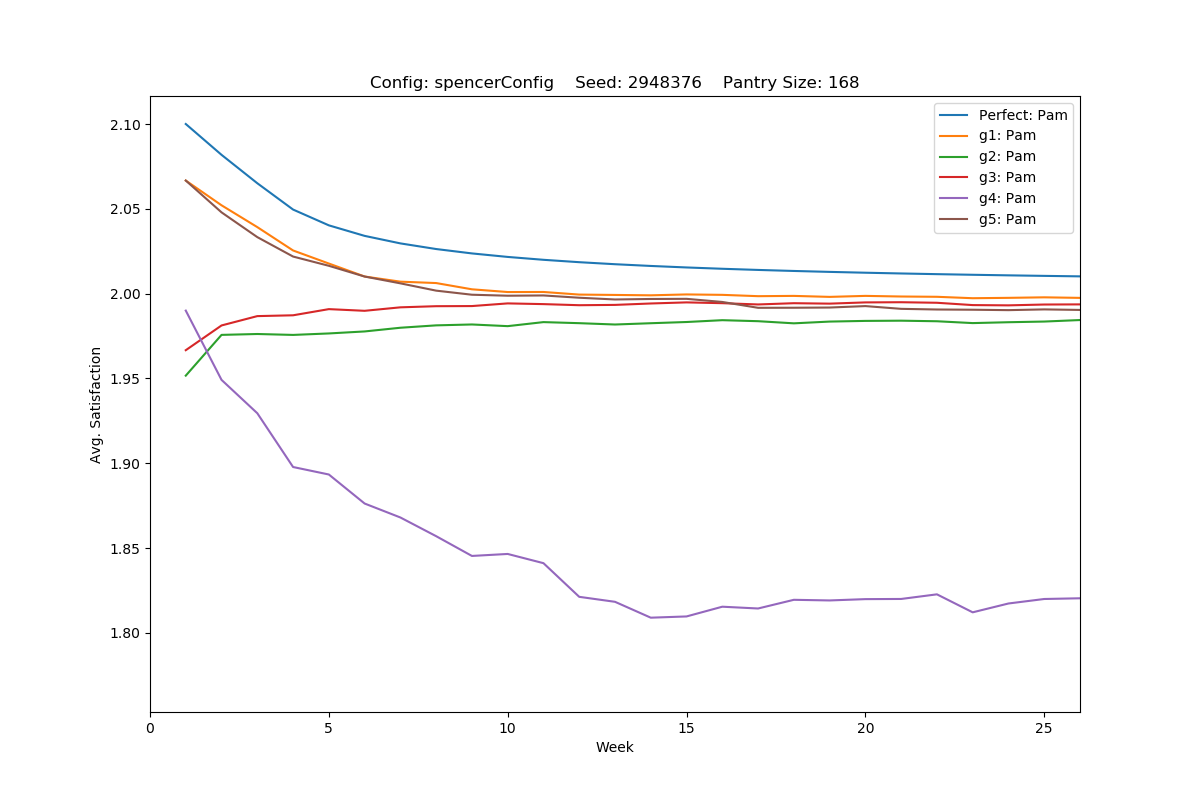 Config: spencerConfig    Seed: 2948376    Pantry Size: 168
Perfect: Pam
g1: Pam
g2: Pam
g3: Pam
g4: Pam
g5: Pam
Avg. Satisfaction
2.10
2.05
2.00
1.95
1.90
1.85
1.80
0 5 10 15 20 25
Week